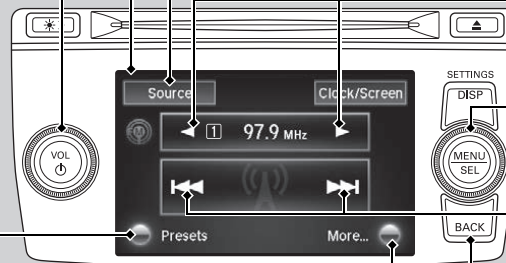 SETTINGS
DISP
Source
Clock/Screen
1 97.9 MHz
VOL
MENU
SEL
Presets
More...
BACK